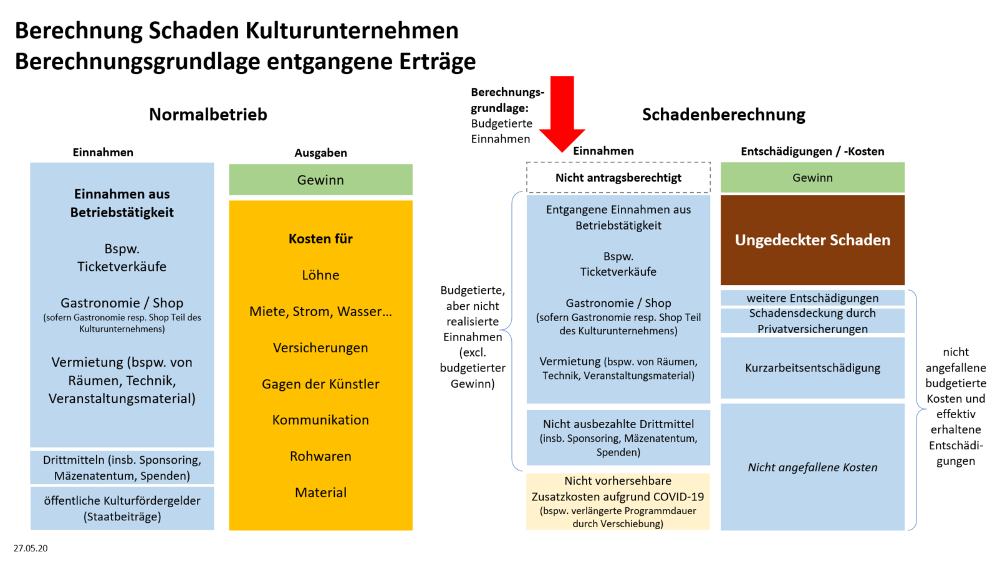 Berechnung Schaden Kulturunternehmen
Berechnungsgrundlage entgangene Erträge
Normalbetrieb
Einnahmen
Einnahmen aus
Betriebstätigkeit
Bspw.
Ticketverkäufe
Gastronomie / Shop
(sofern Gastronomie resp. Shop Teil des
Kulturunternehmens)
Vermietung (bspw. von
Räumen, Technik,
Veranstaltungsmaterial)
Drittmitteln (insb. Sponsoring,
Mäzenatentum, Spenden)
öffentliche Kulturfördergelder
(Staatbeiträge)
Ausgaben
Gewinn
Kosten für
Löhne
Miete, Strom, Wasser...
Versicherungen
Gagen der Künstler
Kommunikation
Rohwaren
Material
Berechnungs-
grundlage:
Budgetierte
Einnahmen
Schadenberechnung
Budgetierte,
aber nicht
realisierte
Einnahmen
(excl.
budgetierter
Gewinn)
Einnahmen
Nicht antragsberechtigt
Entgangene Einnahmen aus
Betriebstätigkeit
Bspw.
Ticketverkäufe
Gastronomie / Shop
(sofern Gastronomie resp. Shop Teil
des Kulturunternehmens)
Vermietung (bspw. von Räumen,
Technik, Veranstaltungsmaterial)
Nicht ausbezahlte Drittmittel
(insb. Sponsoring, Mäzenatentum,
Spenden)
Nicht vorhersehbare
Zusatzkosten aufgrund COVID-19
(bspw. verlängerte Programmdauer
durch Verschiebung)
Entschädigungen / -Kosten
Gewinn
Ungedeckter Schaden
weitere Entschädigungen
Schadensdeckung durch
Privatversicherungen
Kurzarbeitsentschädigung
Nicht angefallene Kosten
nicht
angefallene
budgetierte
Kosten und
effektiv
erhaltene
Entschädi-
gungen
27.05.20